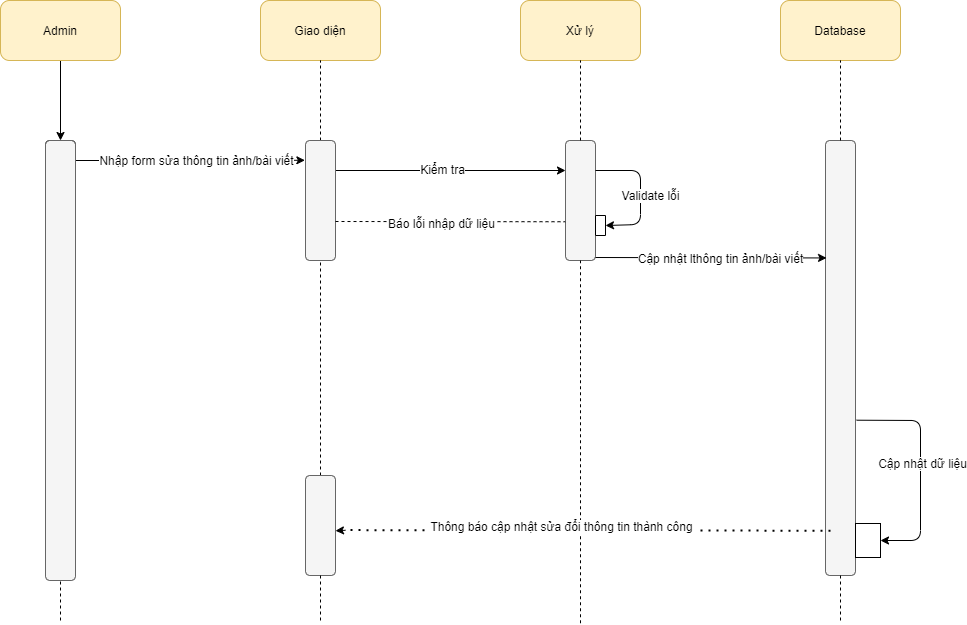 Admin
Giao diện
Xử lý
Database
Nhập form sửa thông tin ảnh/bài viết
Kiểm tra
Validate lỗi
Báo lỗi nhập dữ liệu
Cập nhật lthông tin ảnh/bài viết
Cập nhật dữ liệu
Thông báo cập nhật sửa đổi thông tin thành công